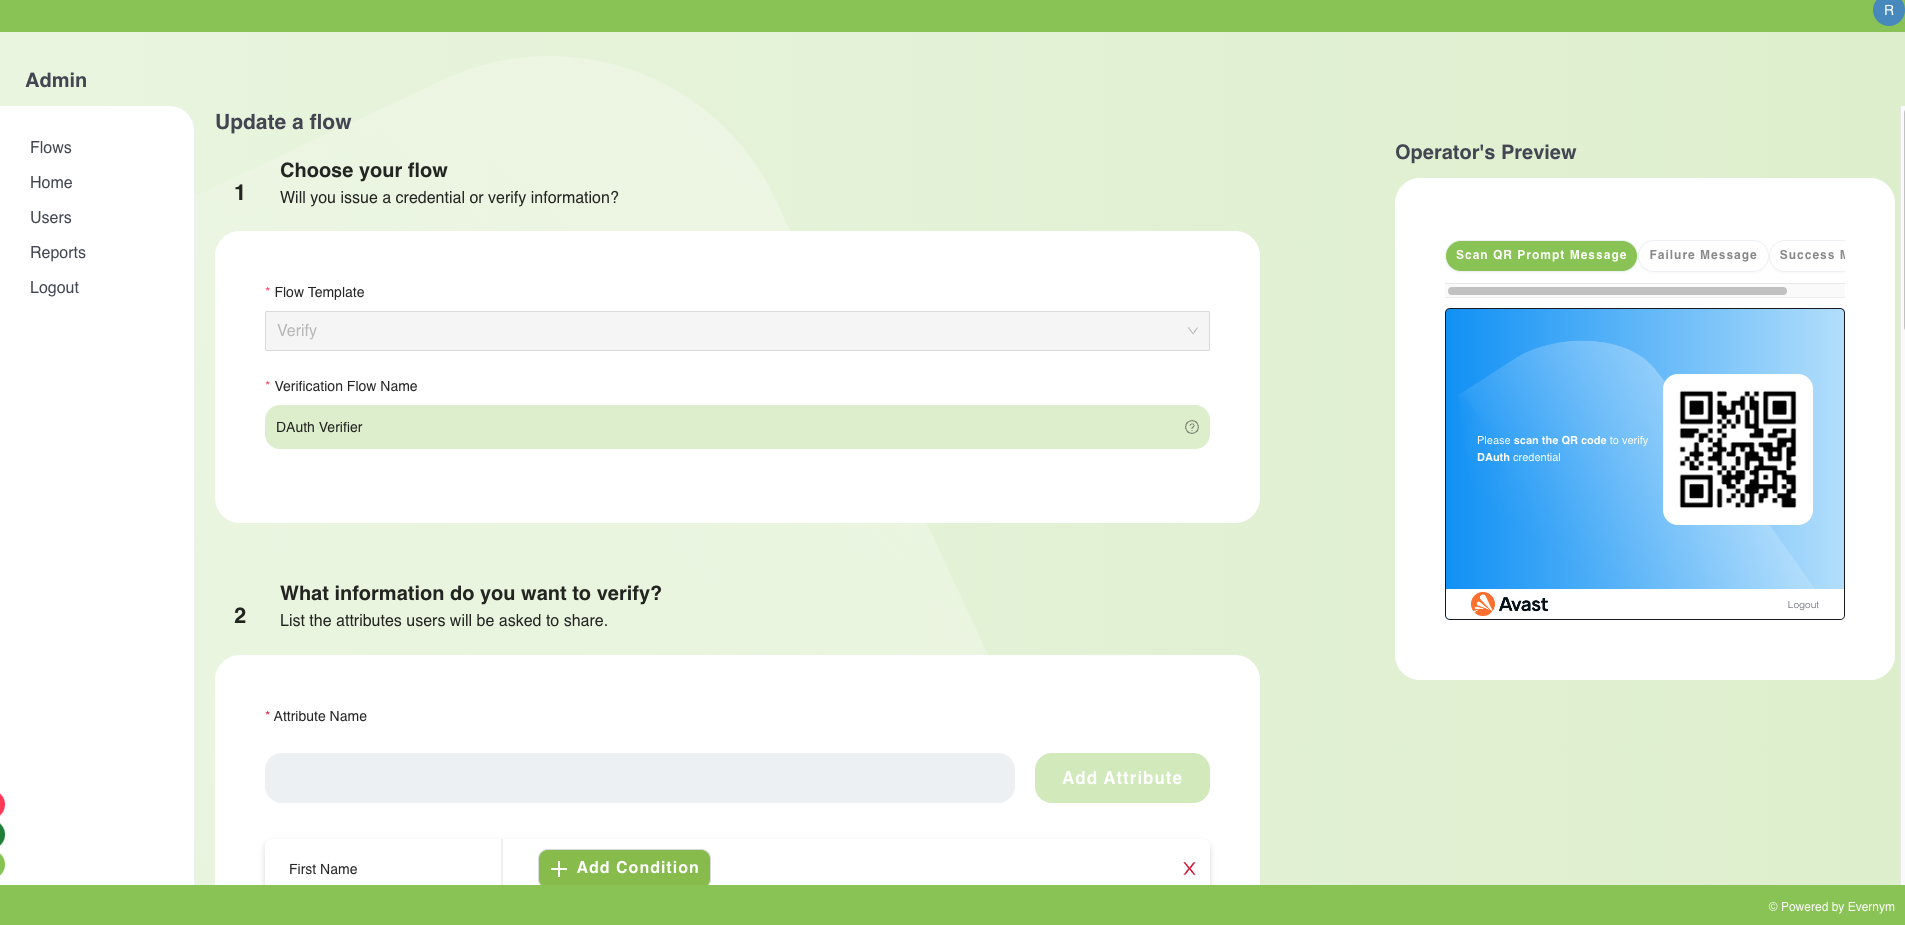 R
Admin
Flows
Home
Users
Reports
Logout
Update a flow
1
Choose your flow
Will you issue a credential or verify information?
* Flow Template
Verify
* Verification Flow Name
DAuth Verifier
?
2
What information do you want to verify?
List the attributes users will be asked to share.
* Attribute Name
Add Attribute
First Name
+ Add Condition
X
Operator's Preview
Scan QR Prompt Message
Failure Message
Success M
Please scan the QR code to verify
DAuth credential
Avast
Logout
© Powered by Evernym